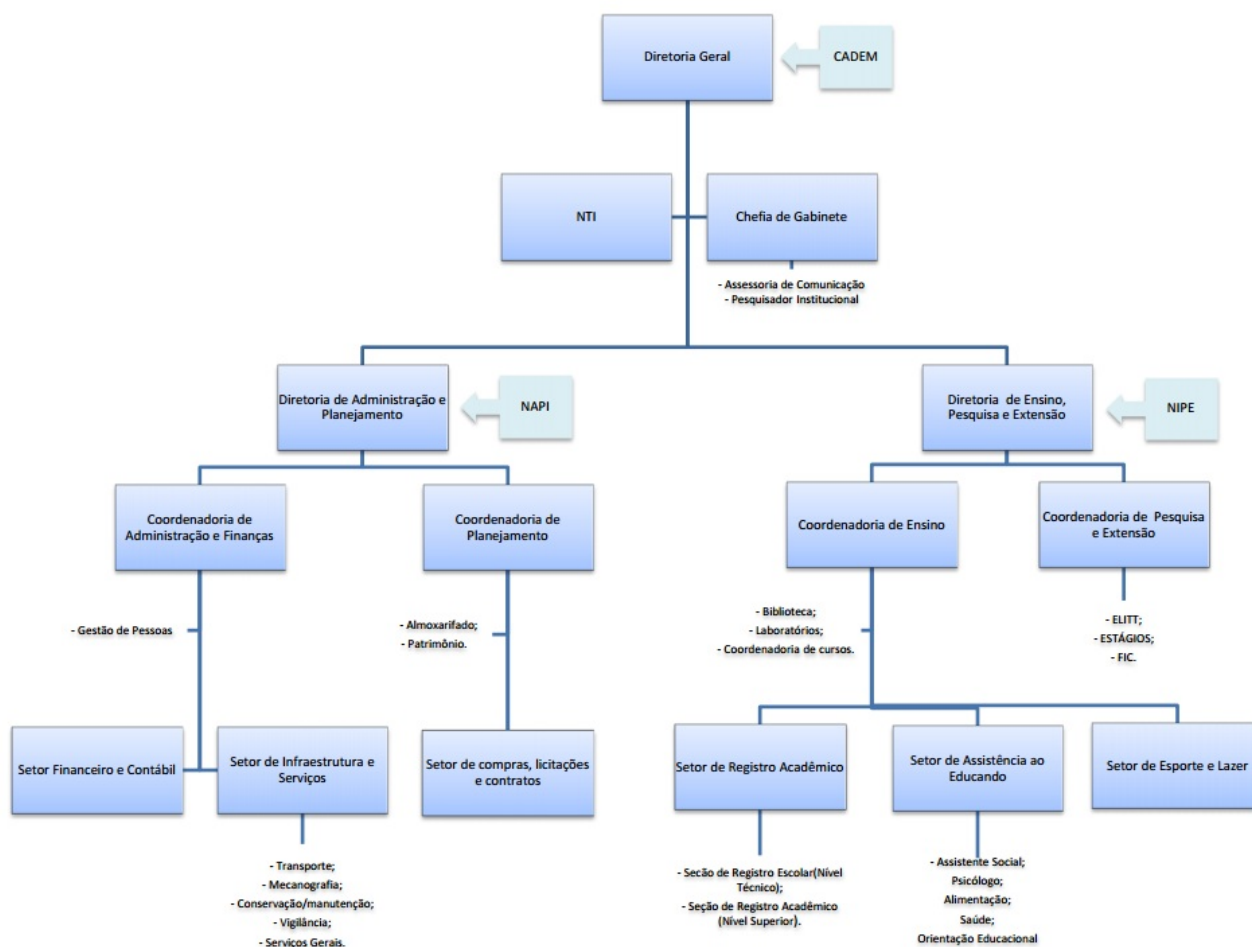 Diretoria Geral
CADEM
NTI
Chefia de Gabinete
- Assessoria de Comunicação
- Pesquisador Institucional
Diretoria de Administração e
Planejamento
NAPI
Diretoria de Ensino,
Pesquisa e Extensão
NIPE
Coordenadoria de
Administração e Finanças
Coordenadoria de
Planejamento
Coordenadoria de Ensino
Coordenadoria de Pesquisa
e Extensão
- Gestão de Pessoas
- Almoxarifado;
- Patrimônio.
- Biblioteca;
- Laboratórios;
- Coordenadoria de cursos.
- ELITT;
- ESTÁGIOS;
- FIC.
Setor Financeiro e Contábil
Setor de Infraestrutura e
Serviços
Setor de compras, licitações
e contratos
Setor de Registro Acadêmico
Setor de Assistência ao
Educando
Setor de Esporte e Lazer
- Transporte;
- Mecanografia;
- Conservação/manutenção;
- Vigilância;
- Serviços Gerais.
- Secão de Registro Escolar(Nível
Técnico);
- Seção de Registro Acadêmico
(Nível Superior).
- Assistente Social;
Psicólogo;
Alimentação;
Saúde;
Orientação Educacional